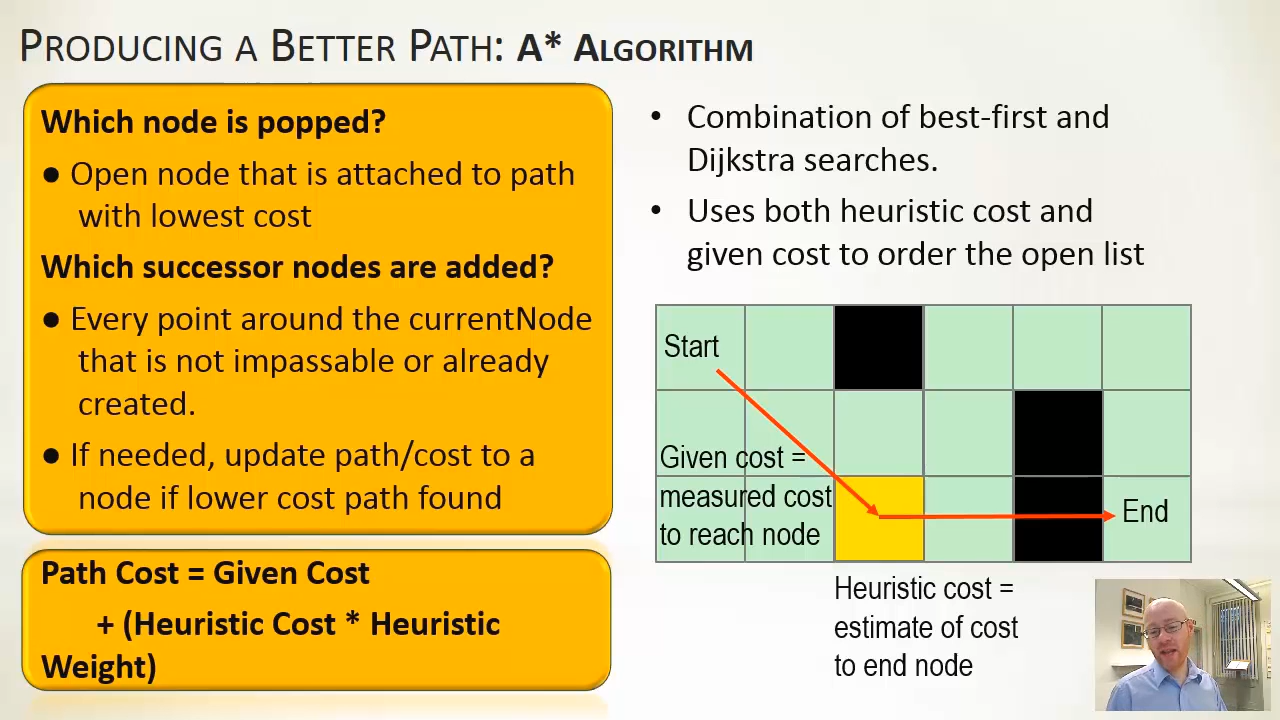 PRODUCING A BETTER PATH: A* ALGORITHM
Which node is popped?
● Open node that is attached to path
with lowest cost
Which successor nodes are added?
● Every point around the currentNode
that is not impassable or already
created.
● If needed, update path/cost to a
node if lower cost path found
Path Cost = Given Cost
+ (Heuristic Cost * Heuristic
Weight)
• Combination of best-first and
Dijkstra searches.
• Uses both heuristic cost and
given cost to order the open list
Start
Given cost =
measured cost
to reach node
End
Heuristic cost =
estimate of cost
to end node